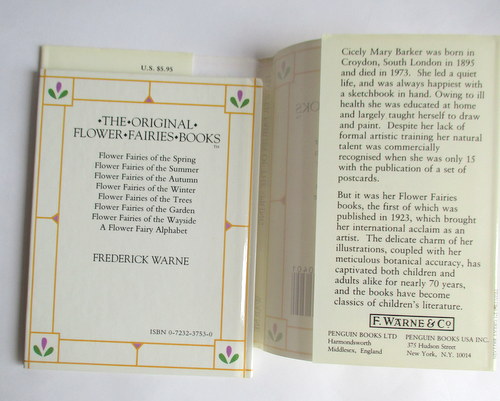 U.S. $5.95
•THE•ORIGINAL•
FLOWER•FAIRIES•BOOKS
TM
Flower Fairies of the Spring
Flower Fairies of the Summer
Flower Fairies of the Autumn
Flower Fairies of the Winter
Flower Fairies of the Trees
Flower Fairies of the Garden
Flower Fairies of the Wayside
A Flower Fairy Alphabet
FREDERICK WARNE
ISBN 0-7232-3753-0
Cicely Mary Barker was born in
Croydon, South London in 1895
and died in 1973. She led a quiet
life, and was always happiest with
a sketchbook in hand. Owing to ill
health she was educated at home
and largely taught herself to draw
and paint. Despite her lack of
formal artistic training her natural
talent was commercially
recognised when she was only 15
with the publication of a set of
postcards.
But it was her Flower Fairies
books, the first of which was
published in 1923, which brought
her international acclaim as an
artist. The delicate charm of her
illustrations, coupled with her
meticulous botanical accuracy, has
captivated both children and
adults alike for nearly 70 years,
and the books have become
classics of children's literature.
F. WARNE & Co
PENGUIN BOOKS LTD
Harmondsworth
Middlesex, England
PENGUIN BOOKS USA INC.
375 Hudson Street
New York, N.Y. 10014